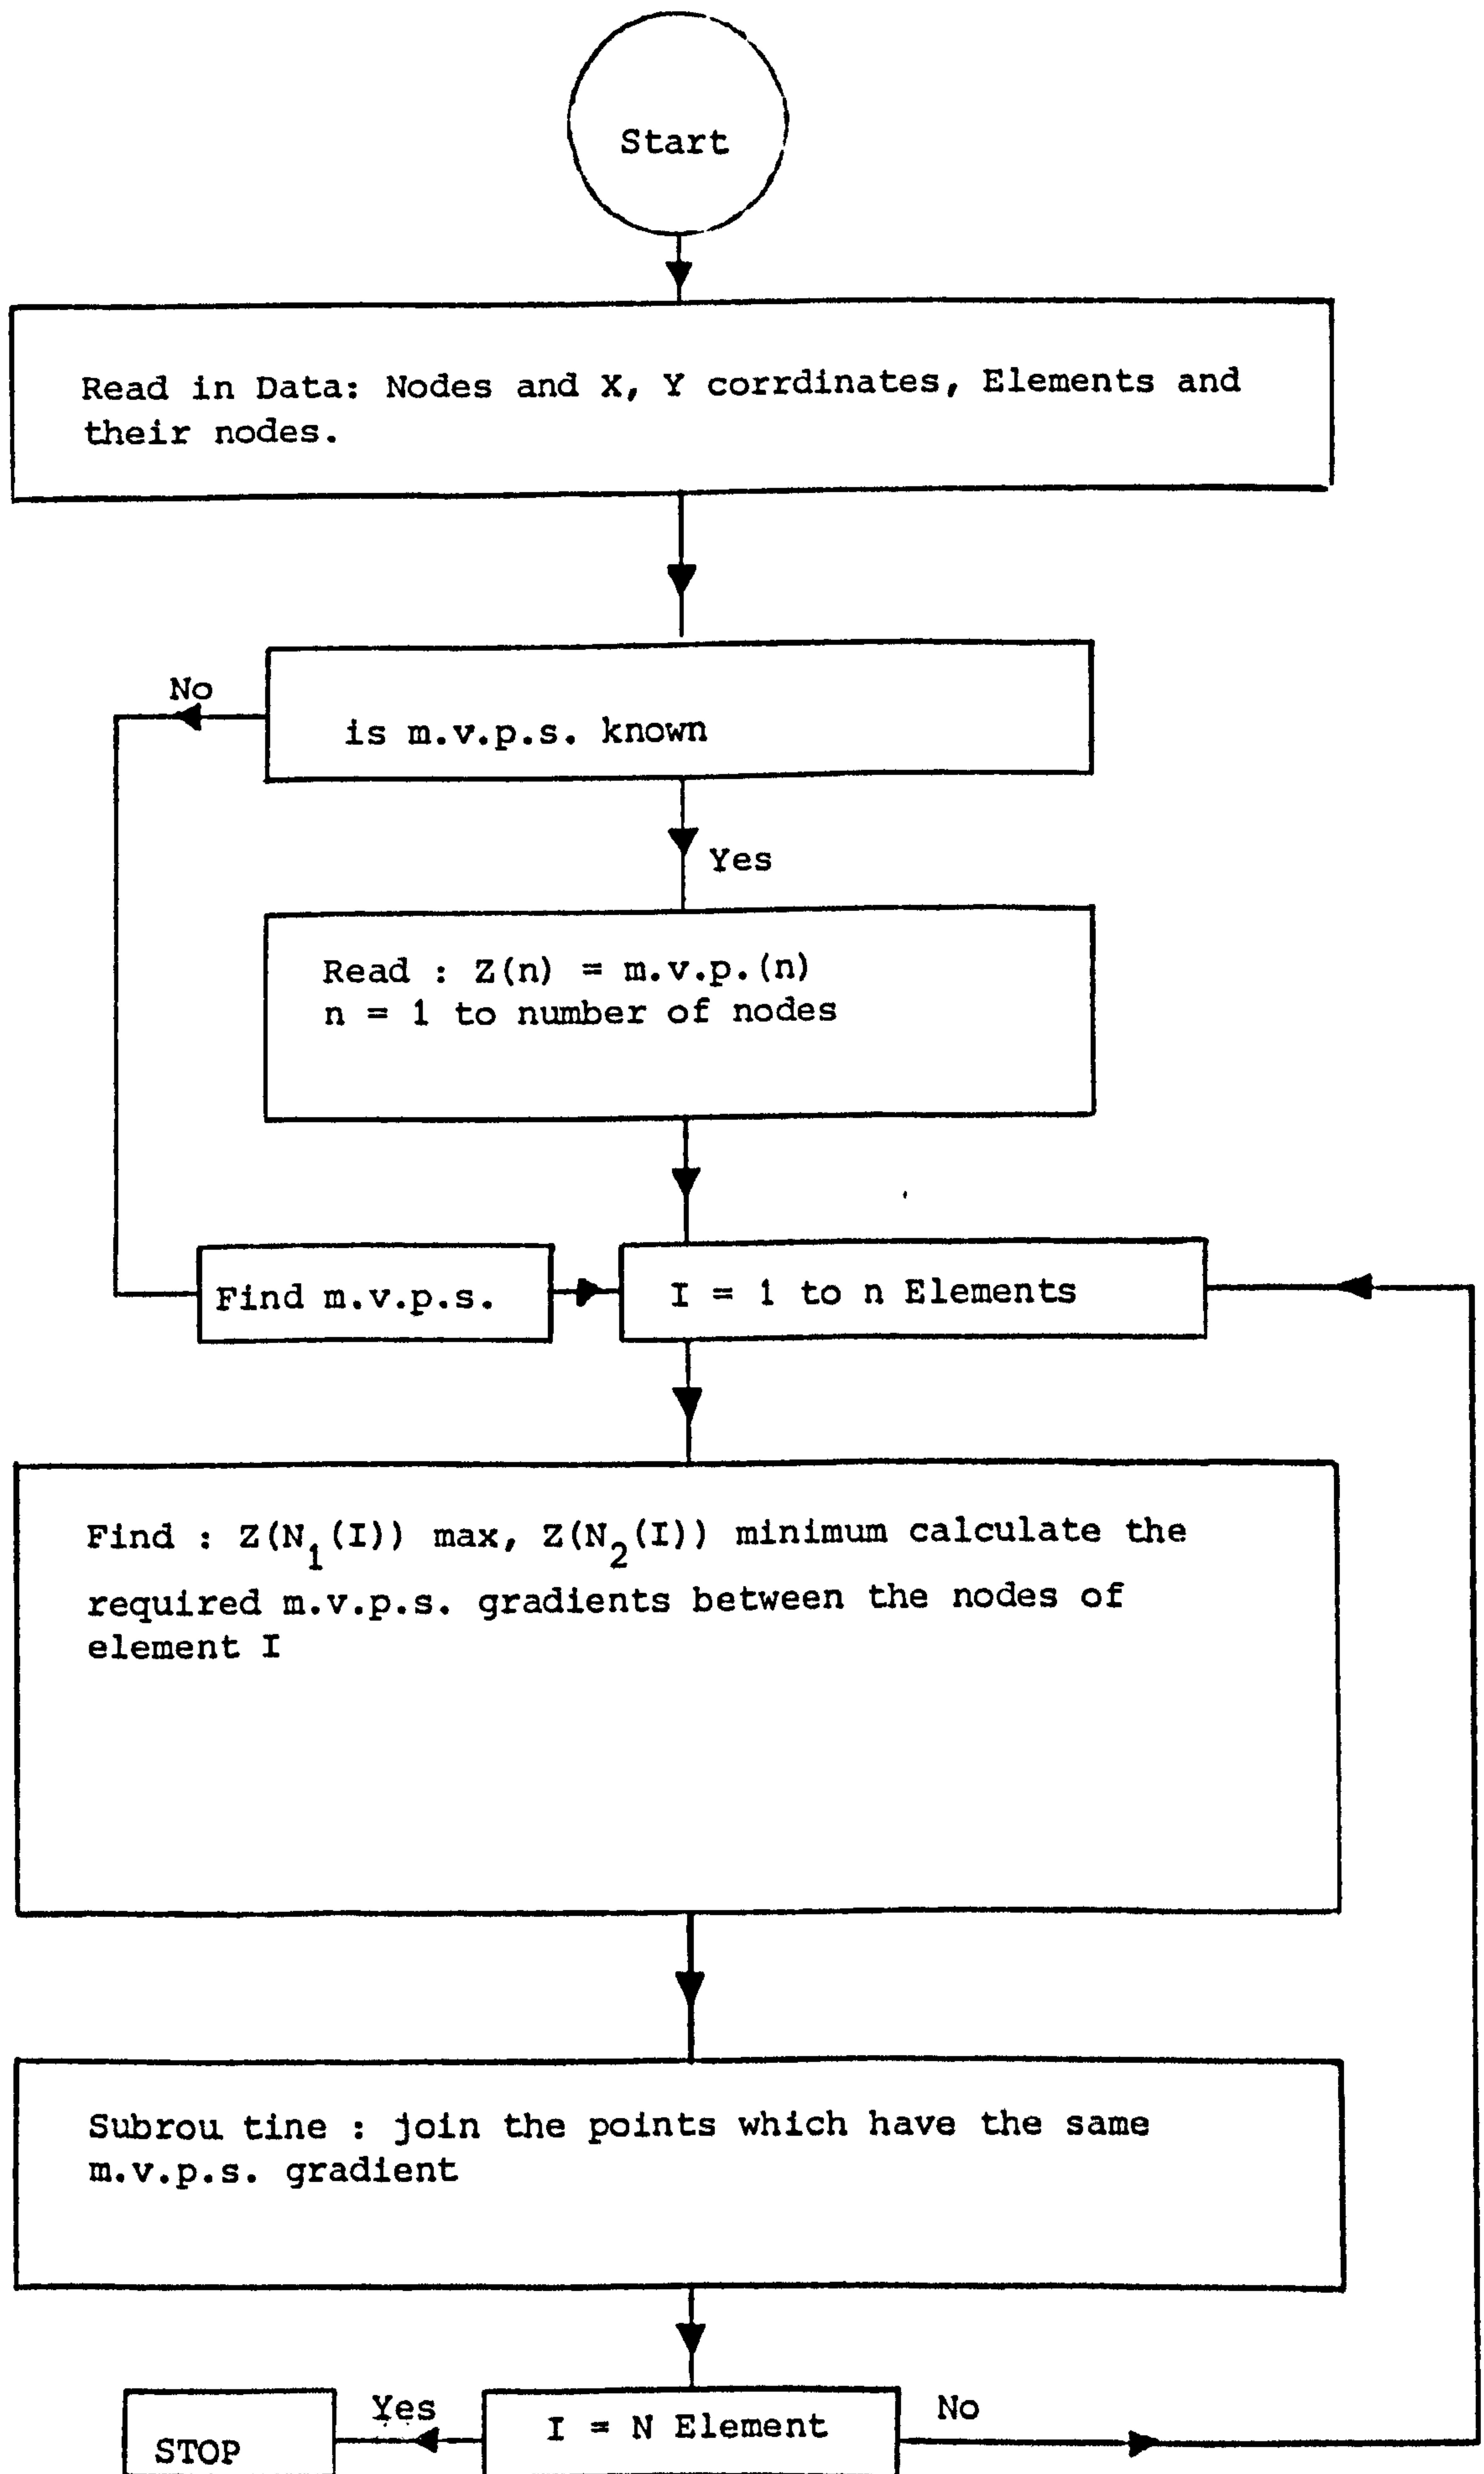 Start
Read in Data: Nodes and X, Y corrdinates, Elements and
their nodes.
No
is m.v.p.s. known
Yes
Read : Z(n) = m.v.p.(n)
n = 1 to number of nodes
Find m.v.p.s.
I = 1 to n Elements
Find : Z(N₁(I)) max, Z(N₂(I)) minimum calculate the
required m.v.p.s. gradients between the nodes of
element I
Subrou tine : join the points which have the same
m.v.p.s. gradient
STOP
Yes
I = N Element
No